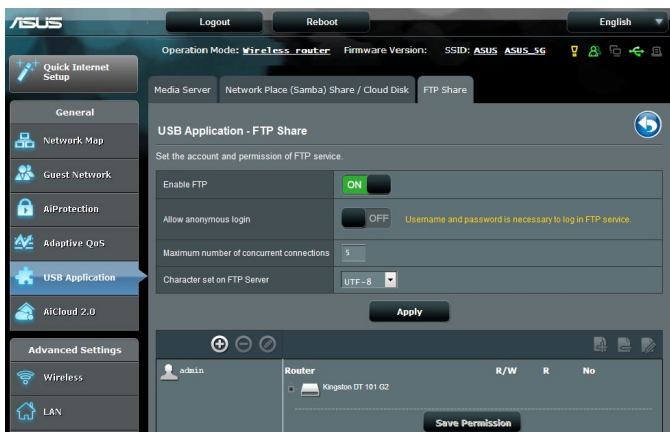 ASUS
Logout
Reboot
English
Operation Mode: Wireless router Firmware Version: SSID: ASUS ASUS_5G
Quick Internet
Setup
General
Network Map
Guest Network
AiProtection
Adaptive QoS
USB Application
AiCloud 2.0
Advanced Settings
Wireless
LAN
Media Server
Network Place (Samba) Share / Cloud Disk
FTP Share
USB Application - FTP Share
Set the account and permission of FTP service.
Enable FTP
ON
Allow anonymous login
OFF
Username and password is necessary to log in FTP service.
Maximum number of concurrent connections
5
Character set on FTP Server
UTF-8
Apply
admin
Router
R/W R No
Kingston DT 101 G2
Save Permission